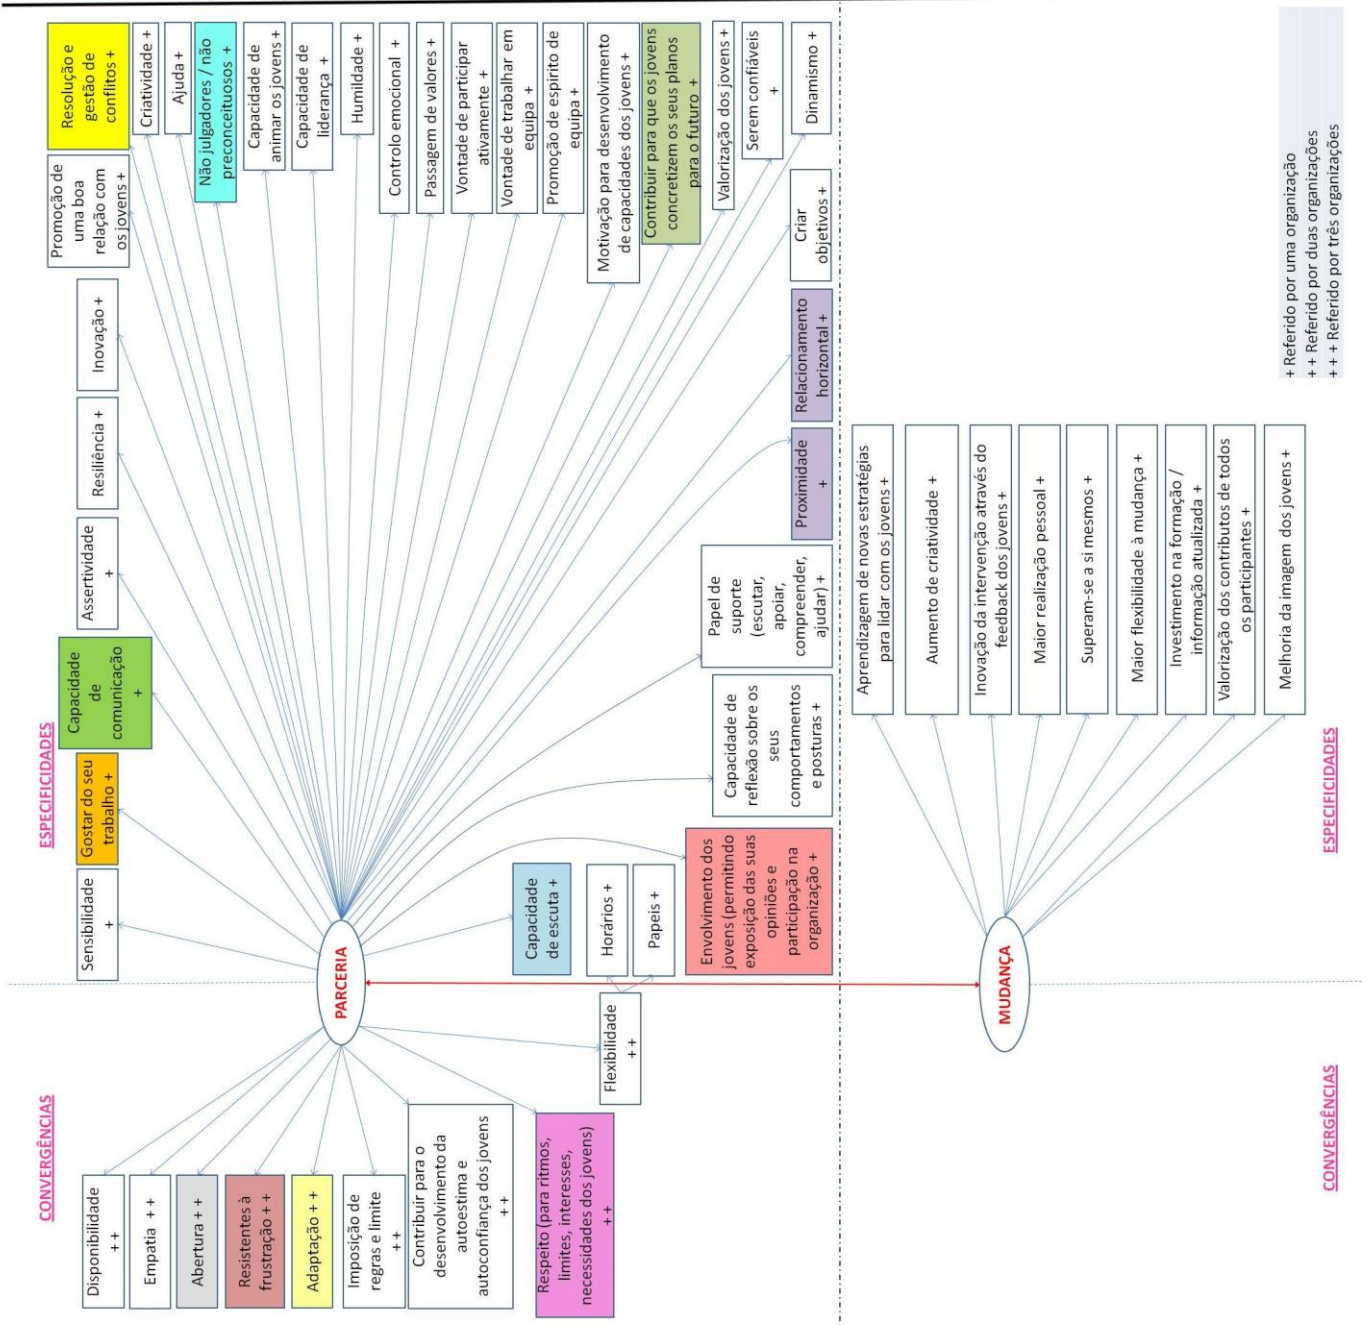 CONVERGÊNCIAS
ESPECIFICIDADES
Disponibilidade
+ +
Empatia + +
Abertura + +
Resistentes à
frustração + +
Adaptação + +
Imposição de
regras e limite
+ +
Contribuir para o
desenvolvimento da
autoestima e
autoconfiança dos jovens
+ +
Respeito (para ritmos,
limites, interesses,
necessidades dos jovens)
+ +
Flexibilidade
+ +
Horários +
Papeis +
PARCERIA
Sensibilidade
+
Gostar do seu
trabalho +
Capacidade
de
comunicação
+
Assertividade
+
Resiliência +
Inovação +
Promoção de
uma boa
relação com
os jovens +
Resolução e
gestão de
conflitos +
Criatividade +
Ajuda +
Não julgadores / não
preconceituosos +
Capacidade de
animar os jovens +
Capacidade de
liderança +
Humildade +
Controlo emocional +
Passagem de valores +
Vontade de participar
ativamente +
Vontade de trabalhar em
equipa +
Promoção de espirito de
equipa +
Motivação para desenvolvimento
de capacidades dos jovens +
Contribuir para que os jovens
concretizem os seus planos
para o futuro +
Valorização dos jovens +
Serem confiáveis
+
Dinamismo +
Criar
objetivos +
Relacionamento
horizontal +
Proximidade
+
Papel de
suporte
(escutar,
apoiar,
compreender,
ajudar) +
Capacidade de
reflexão sobre os
seus
comportamentos
e posturas +
Envolvimento dos
jovens (permitindo
exposição das suas
opiniões e
participação na
organização +
Capacidade
de escuta +
MUDANÇA
Aprendizagem de novas estratégias
para lidar com os jovens +
Aumento de criatividade +
Inovação da intervenção através do
feedback dos jovens +
Maior realização pessoal +
Superam-se a si mesmos +
Maior flexibilidade à mudança +
Investimento na formação /
informação atualizada +
Valorização dos contributos de todos
os participantes +
Melhoria da imagem dos jovens +
CONVERGÊNCIAS
ESPECIFICIDADES
+ Referido por uma organização
+ + Referido por duas organizações
+ + + Referido por três organizações